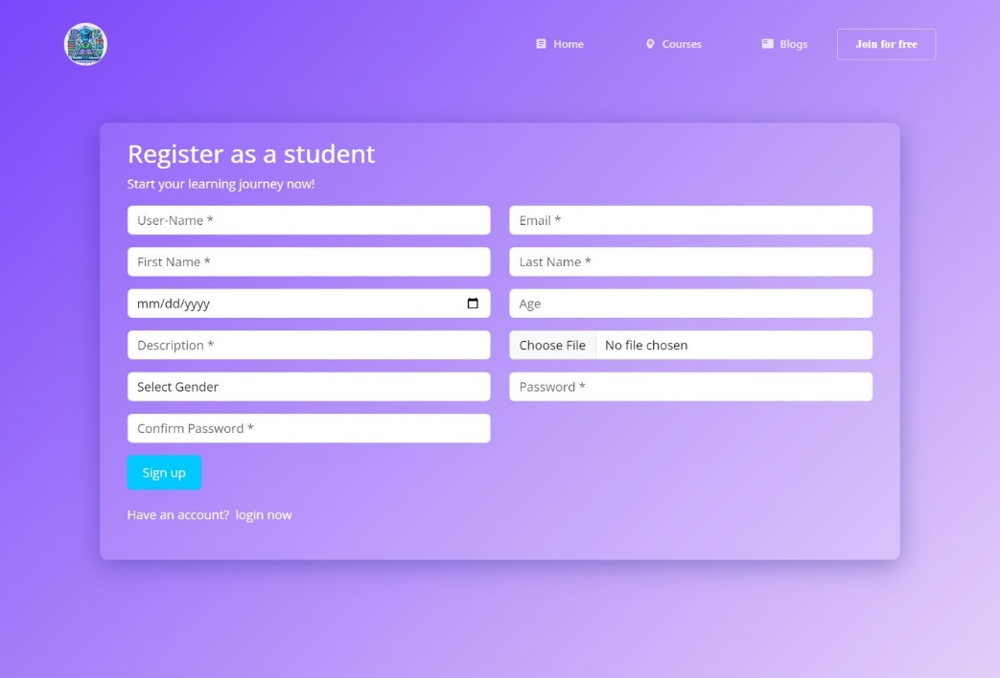 Home Courses Blogs Join for free
Register as a student
Start your learning journey now!
User-Name * Email *
First Name * Last Name *
mm/dd/yyyy Age
Description * Choose File No file chosen
Select Gender Password *
Confirm Password *
Sign up
Have an account? login now